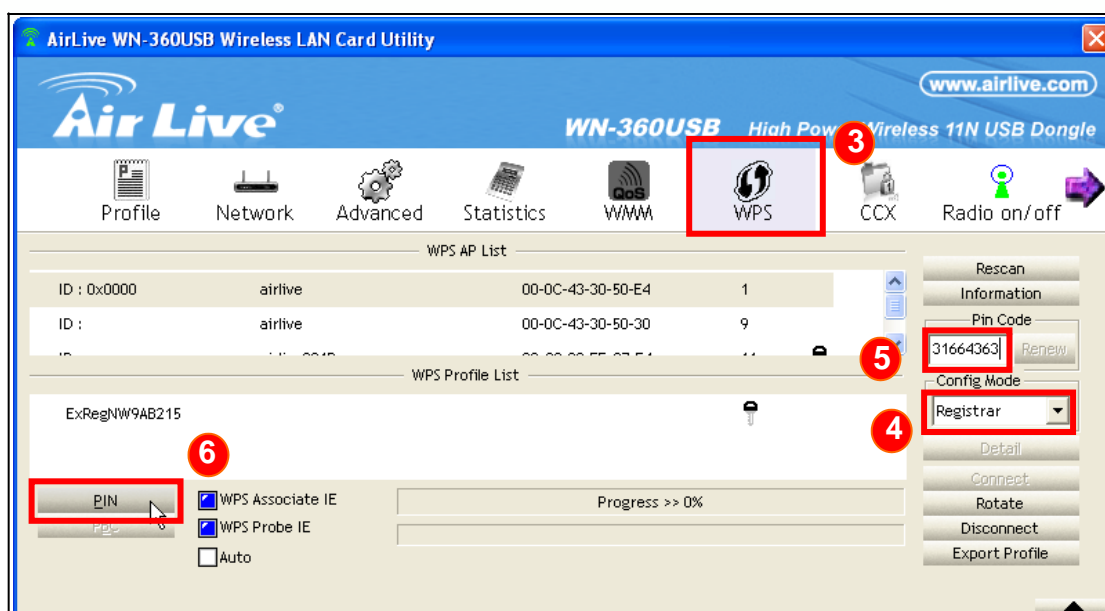 AirLive WN-360USB Wireless LAN Card Utility
www.airlive.com
Air Live®
WN-360USB High Power Wireless 11N USB Dongle
3
Profile Network Advanced Statistics QoS WMM WPS CCX Radio on/off
WPS AP List
ID : 0x0000 airlive 00-0C-43-30-50-E4 1
ID : airlive 00-0C-43-30-50-30 9
WPS Profile List
ExRegNW9AB215
Rescan
Information
Pin Code
5
31664363 Renew
Config Mode
4
Registrar
Detail
Connect
Rotate
Disconnect
Export Profile
6
PIN
PBC
WPS Associate IE
WPS Probe IE
Auto
Progress >> 0%